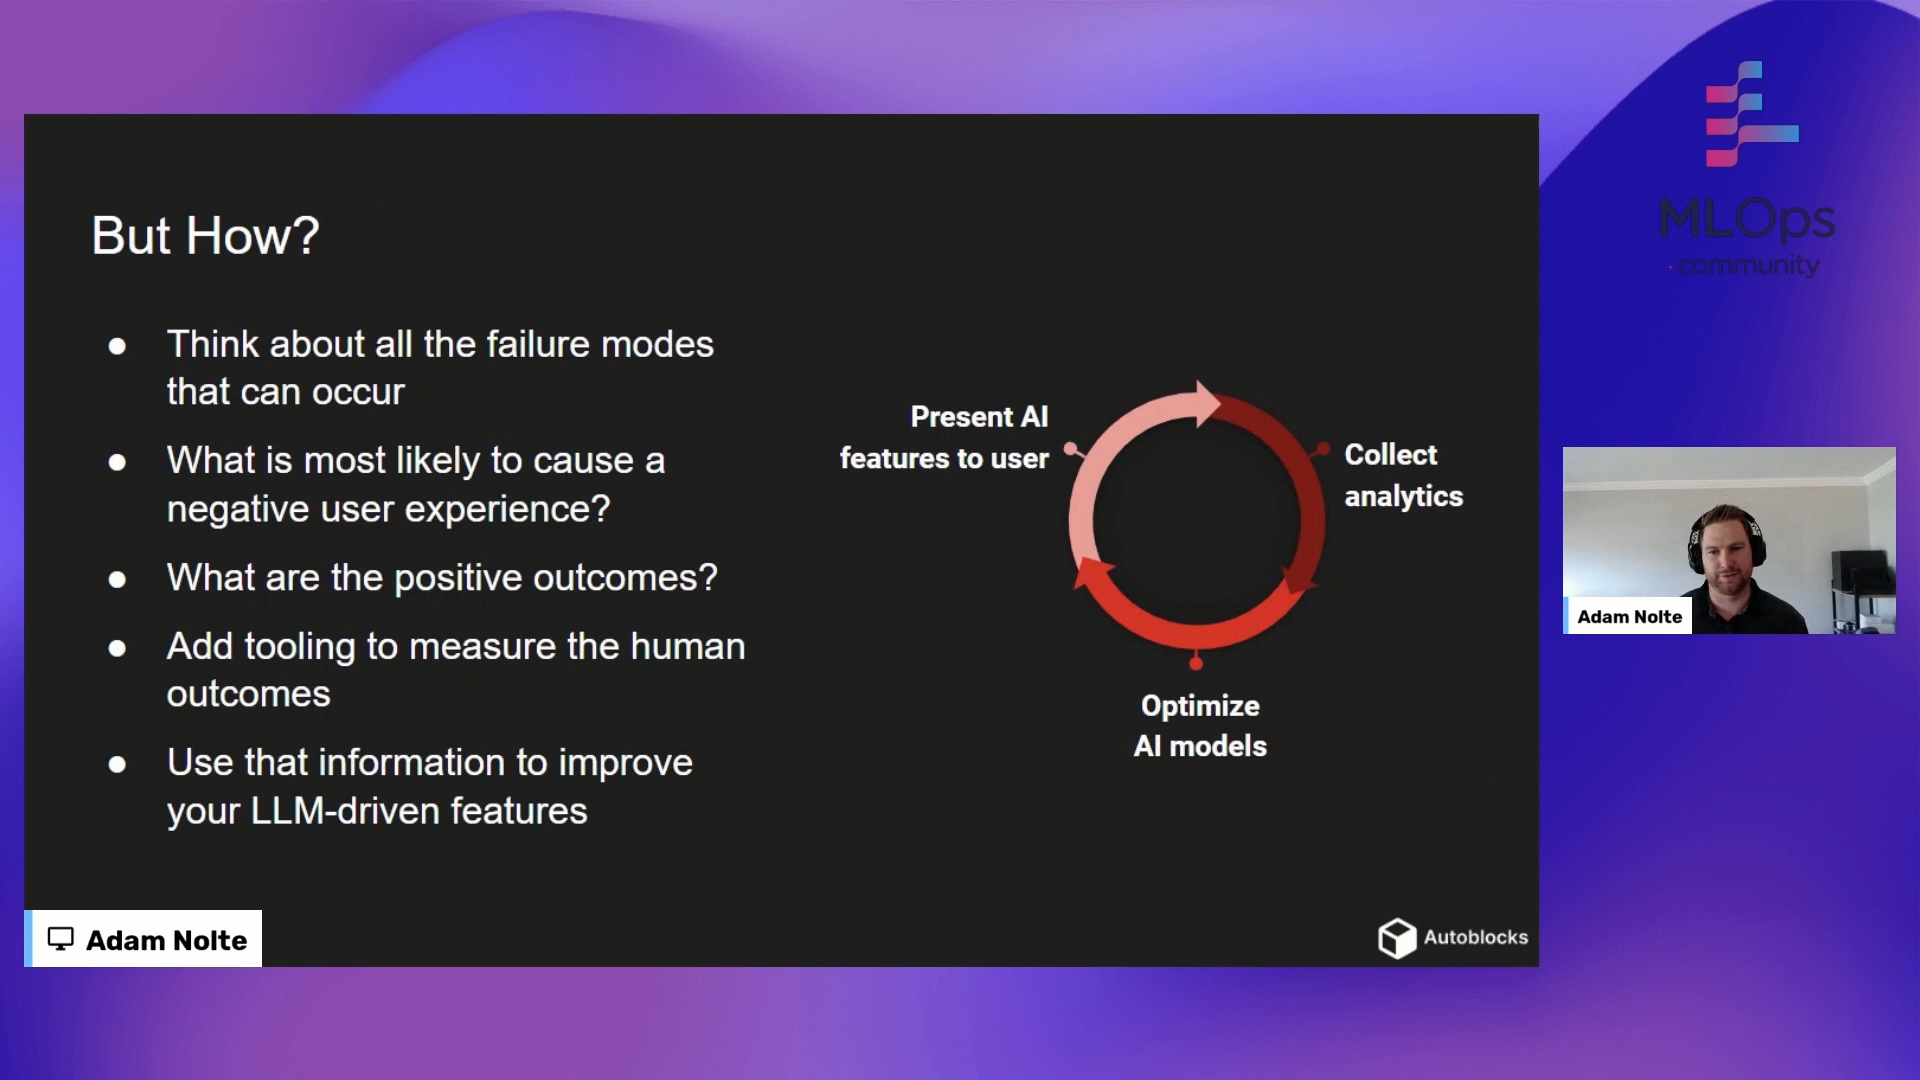 MLOps
community
But How?
● Think about all the failure modes
that can occur
● What is most likely to cause a
negative user experience?
● What are the positive outcomes?
● Add tooling to measure the human
outcomes
● Use that information to improve
your LLM-driven features
Present AI
features to user
Collect
analytics
Optimize
AI models
Adam Nolte
Adam Nolte
Autoblocks